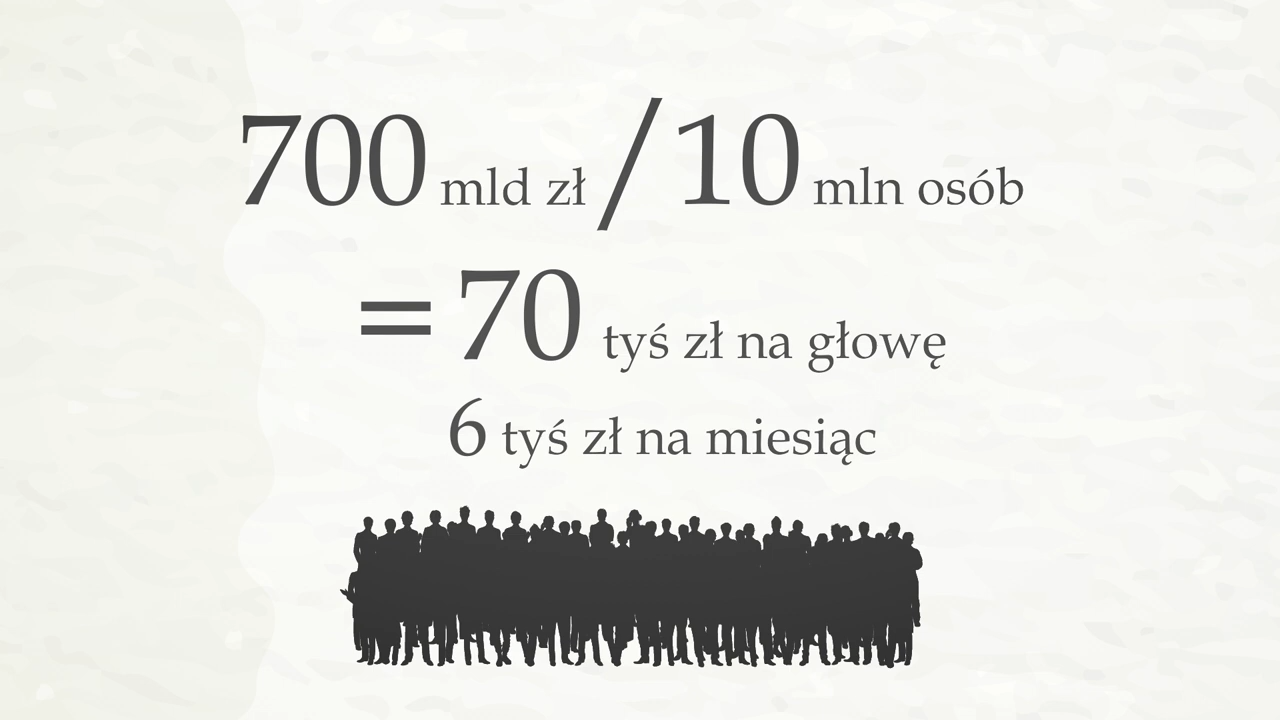 700 mld zł / 10 mln osób
= 70 tyś zł na głowę
6 tyś zł na miesiąc